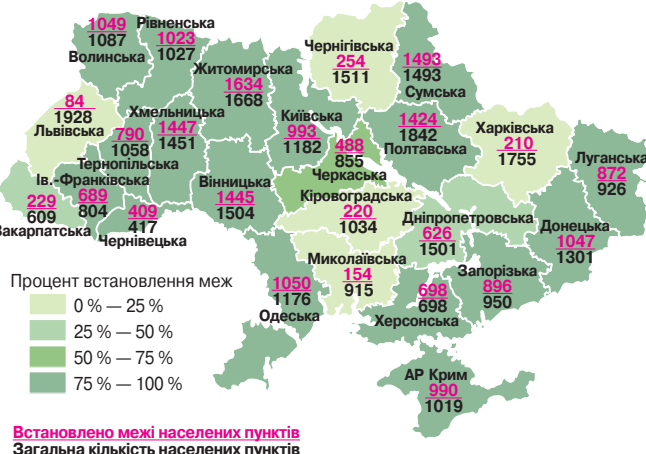 1049
1087
Волинська
Рівненська
1023
1027
Житомирська
1634
1668
Чернігівська
254
1511
1493
1493
Сумська
84
1928
Львівська
Хмельницька
1447
1451
790
1058
Тернопільська
Київська
993
1182
488
855
Черкаська
1424
1842
Полтавська
Харківська
210
1755
Луганська
872
926
Ів.-Франківська
689
804
229
609
Закарпатська
409
417
Чернівецька
Вінницька
1445
1504
Кіровоградська
220
1034
Дніпропетровська
626
1501
Донецька
1047
1301
Миколаївська
154
915
Запорізька
896
950
1050
1176
Одеська
698
698
Херсонська
АР Крим
990
1019
Процент встановлення меж
0 % — 25 %
25 % — 50 %
50 % — 75 %
75 % — 100 %
Встановлено межі населених пунктів
Загальна кількість населених пунктів